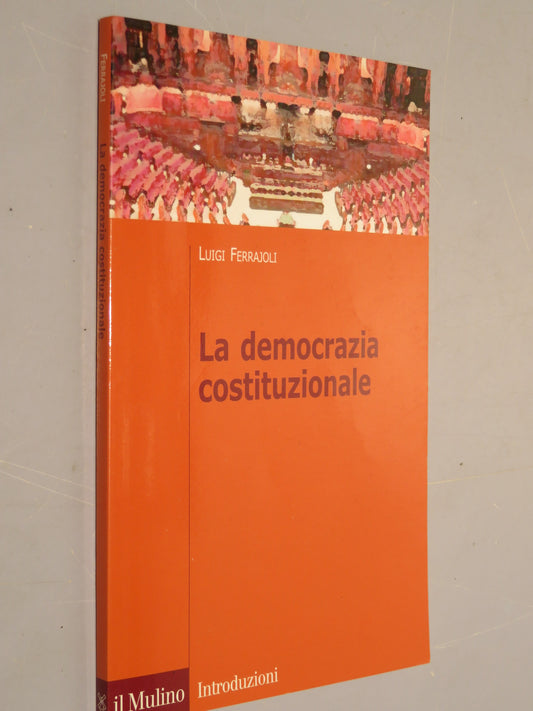 FERRAJOLI
La democrazia costituzionale
LUIGI FERRAJOLI
La democrazia
costituzionale
il Mulino
Introduzioni